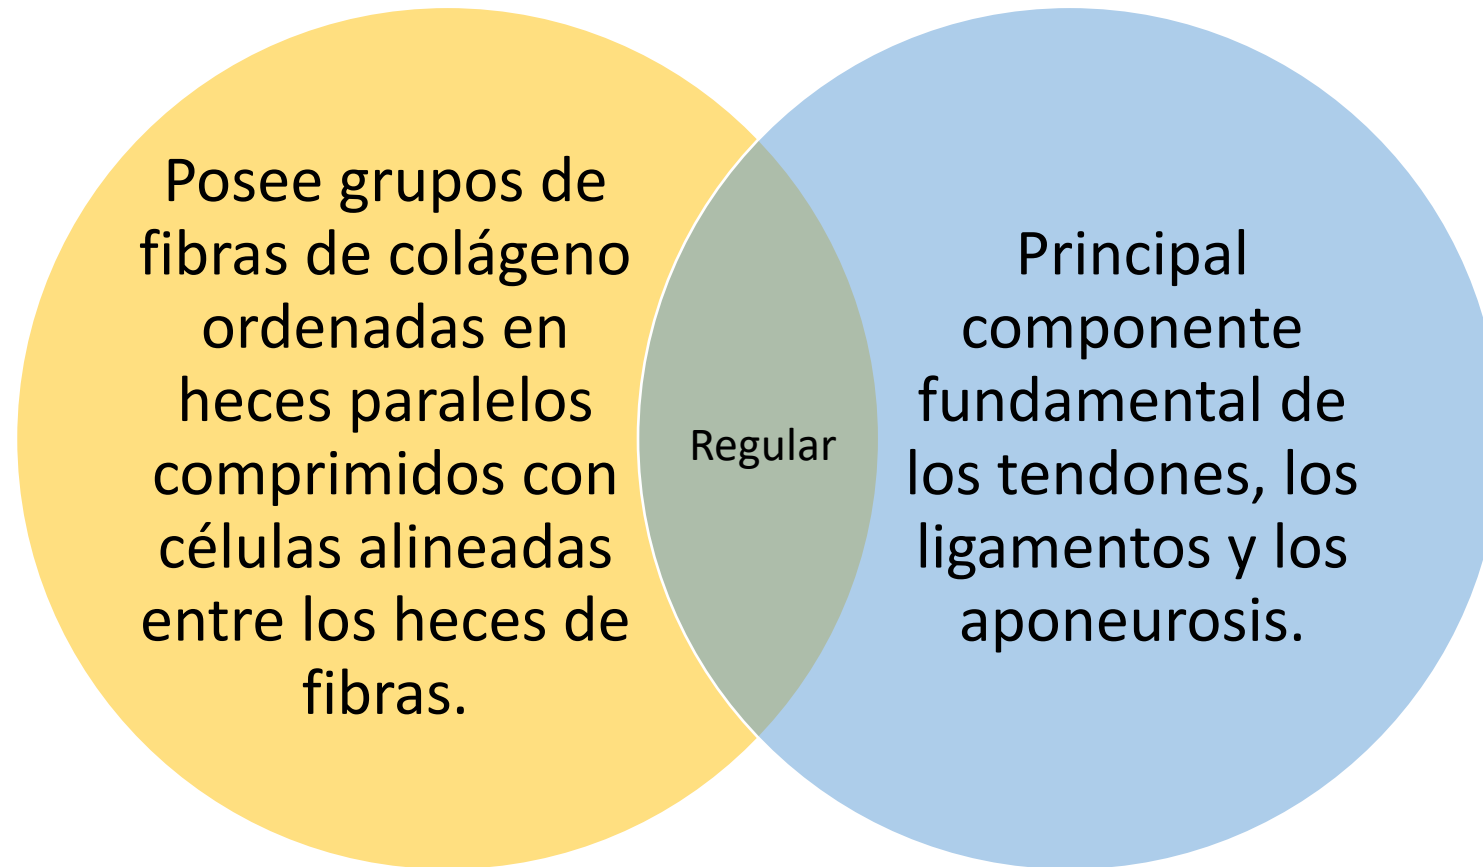 Posee grupos de
fibras de colágeno
ordenadas en
heces paralelos
comprimidos con
células alineadas
entre los heces de
fibras.
Regular
Principal
componente
fundamental de
los tendones, los
ligamentos y los
aponeurosis.